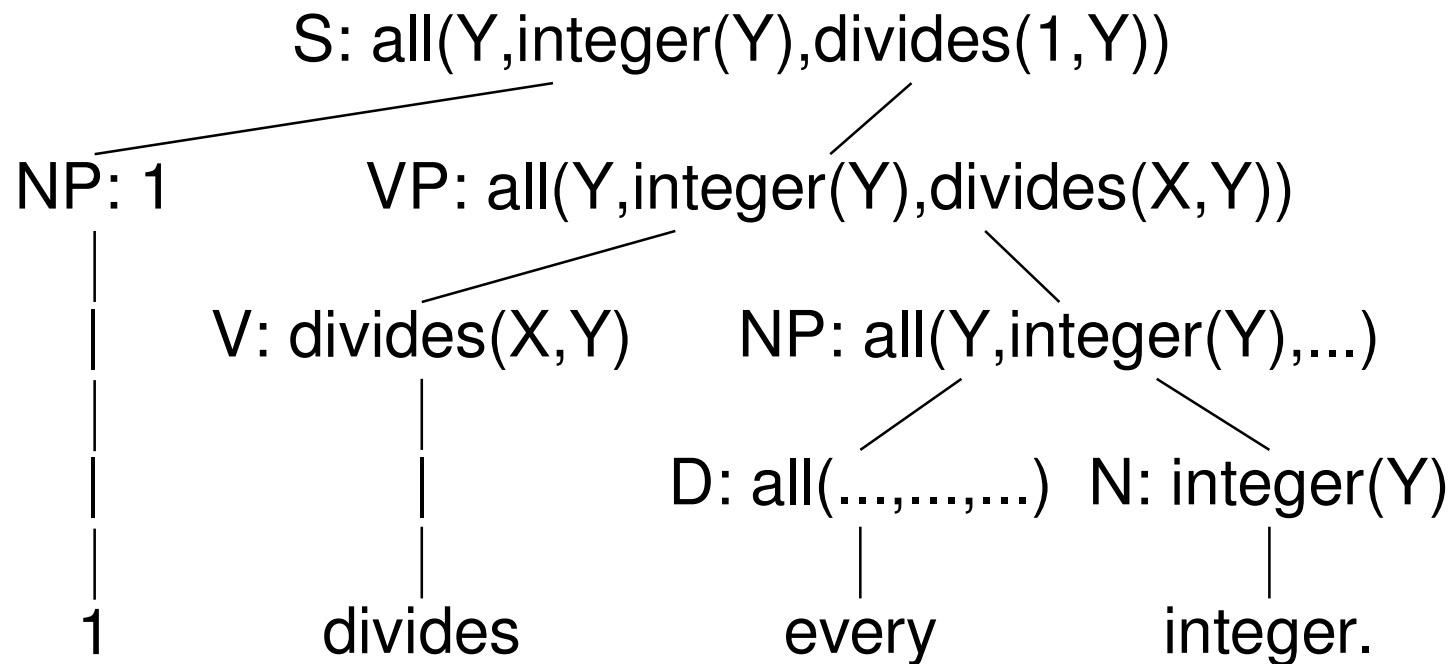 S: all(Y,integer(Y),divides(1,Y))
NP: 1 VP: all(Y,integer(Y),divides(X,Y))
V: divides(X,Y) NP: all(Y,integer(Y),...)
D: all(...,...,...) N: integer(Y)
1 divides every integer.